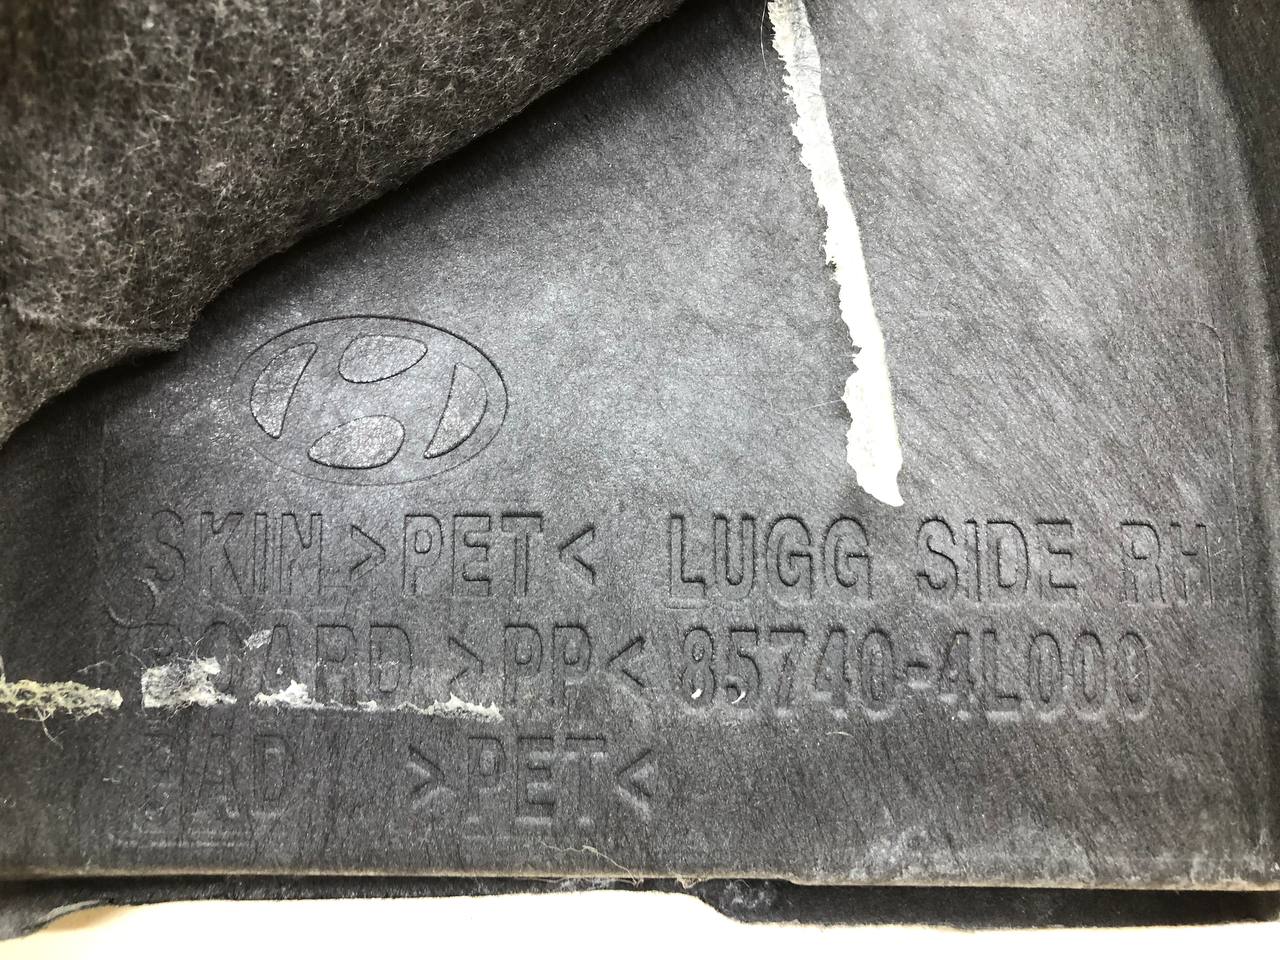 SKIN >PET< LUGG SIDE RH
BOARD >PP< 85740-4L000
PAD >PET<